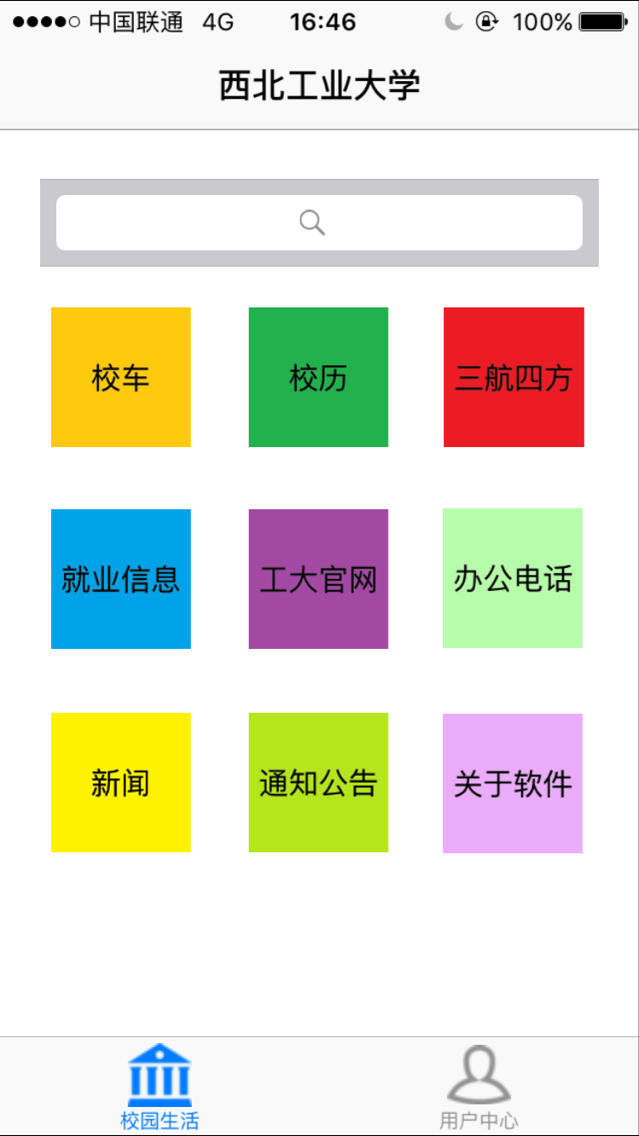 中国联通 4G 16:46 100%
西北工业大学
校车 校历 三航四方
就业信息 工大官网 办公电话
新闻 通知公告 关于软件
校园生活 用户中心